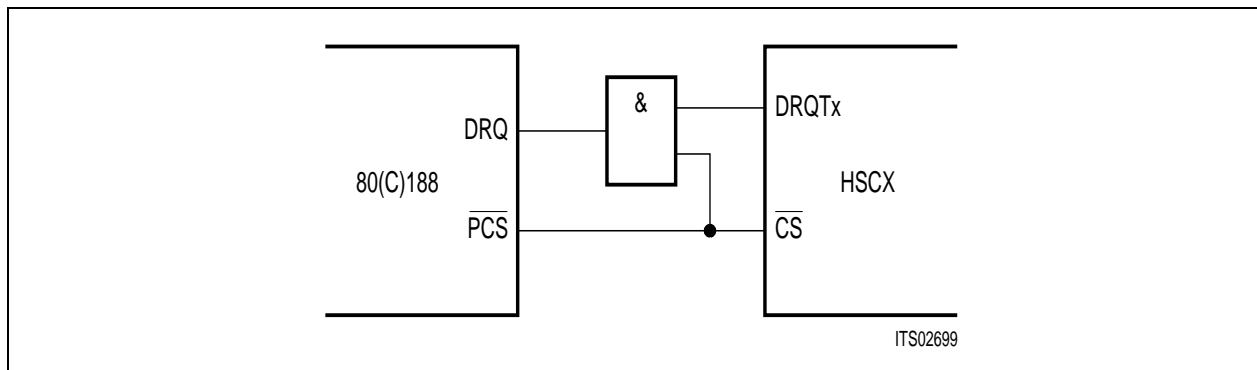 &
DRQTx
DRQ
80(C)188
HSCX
PCS
CS
ITS02699